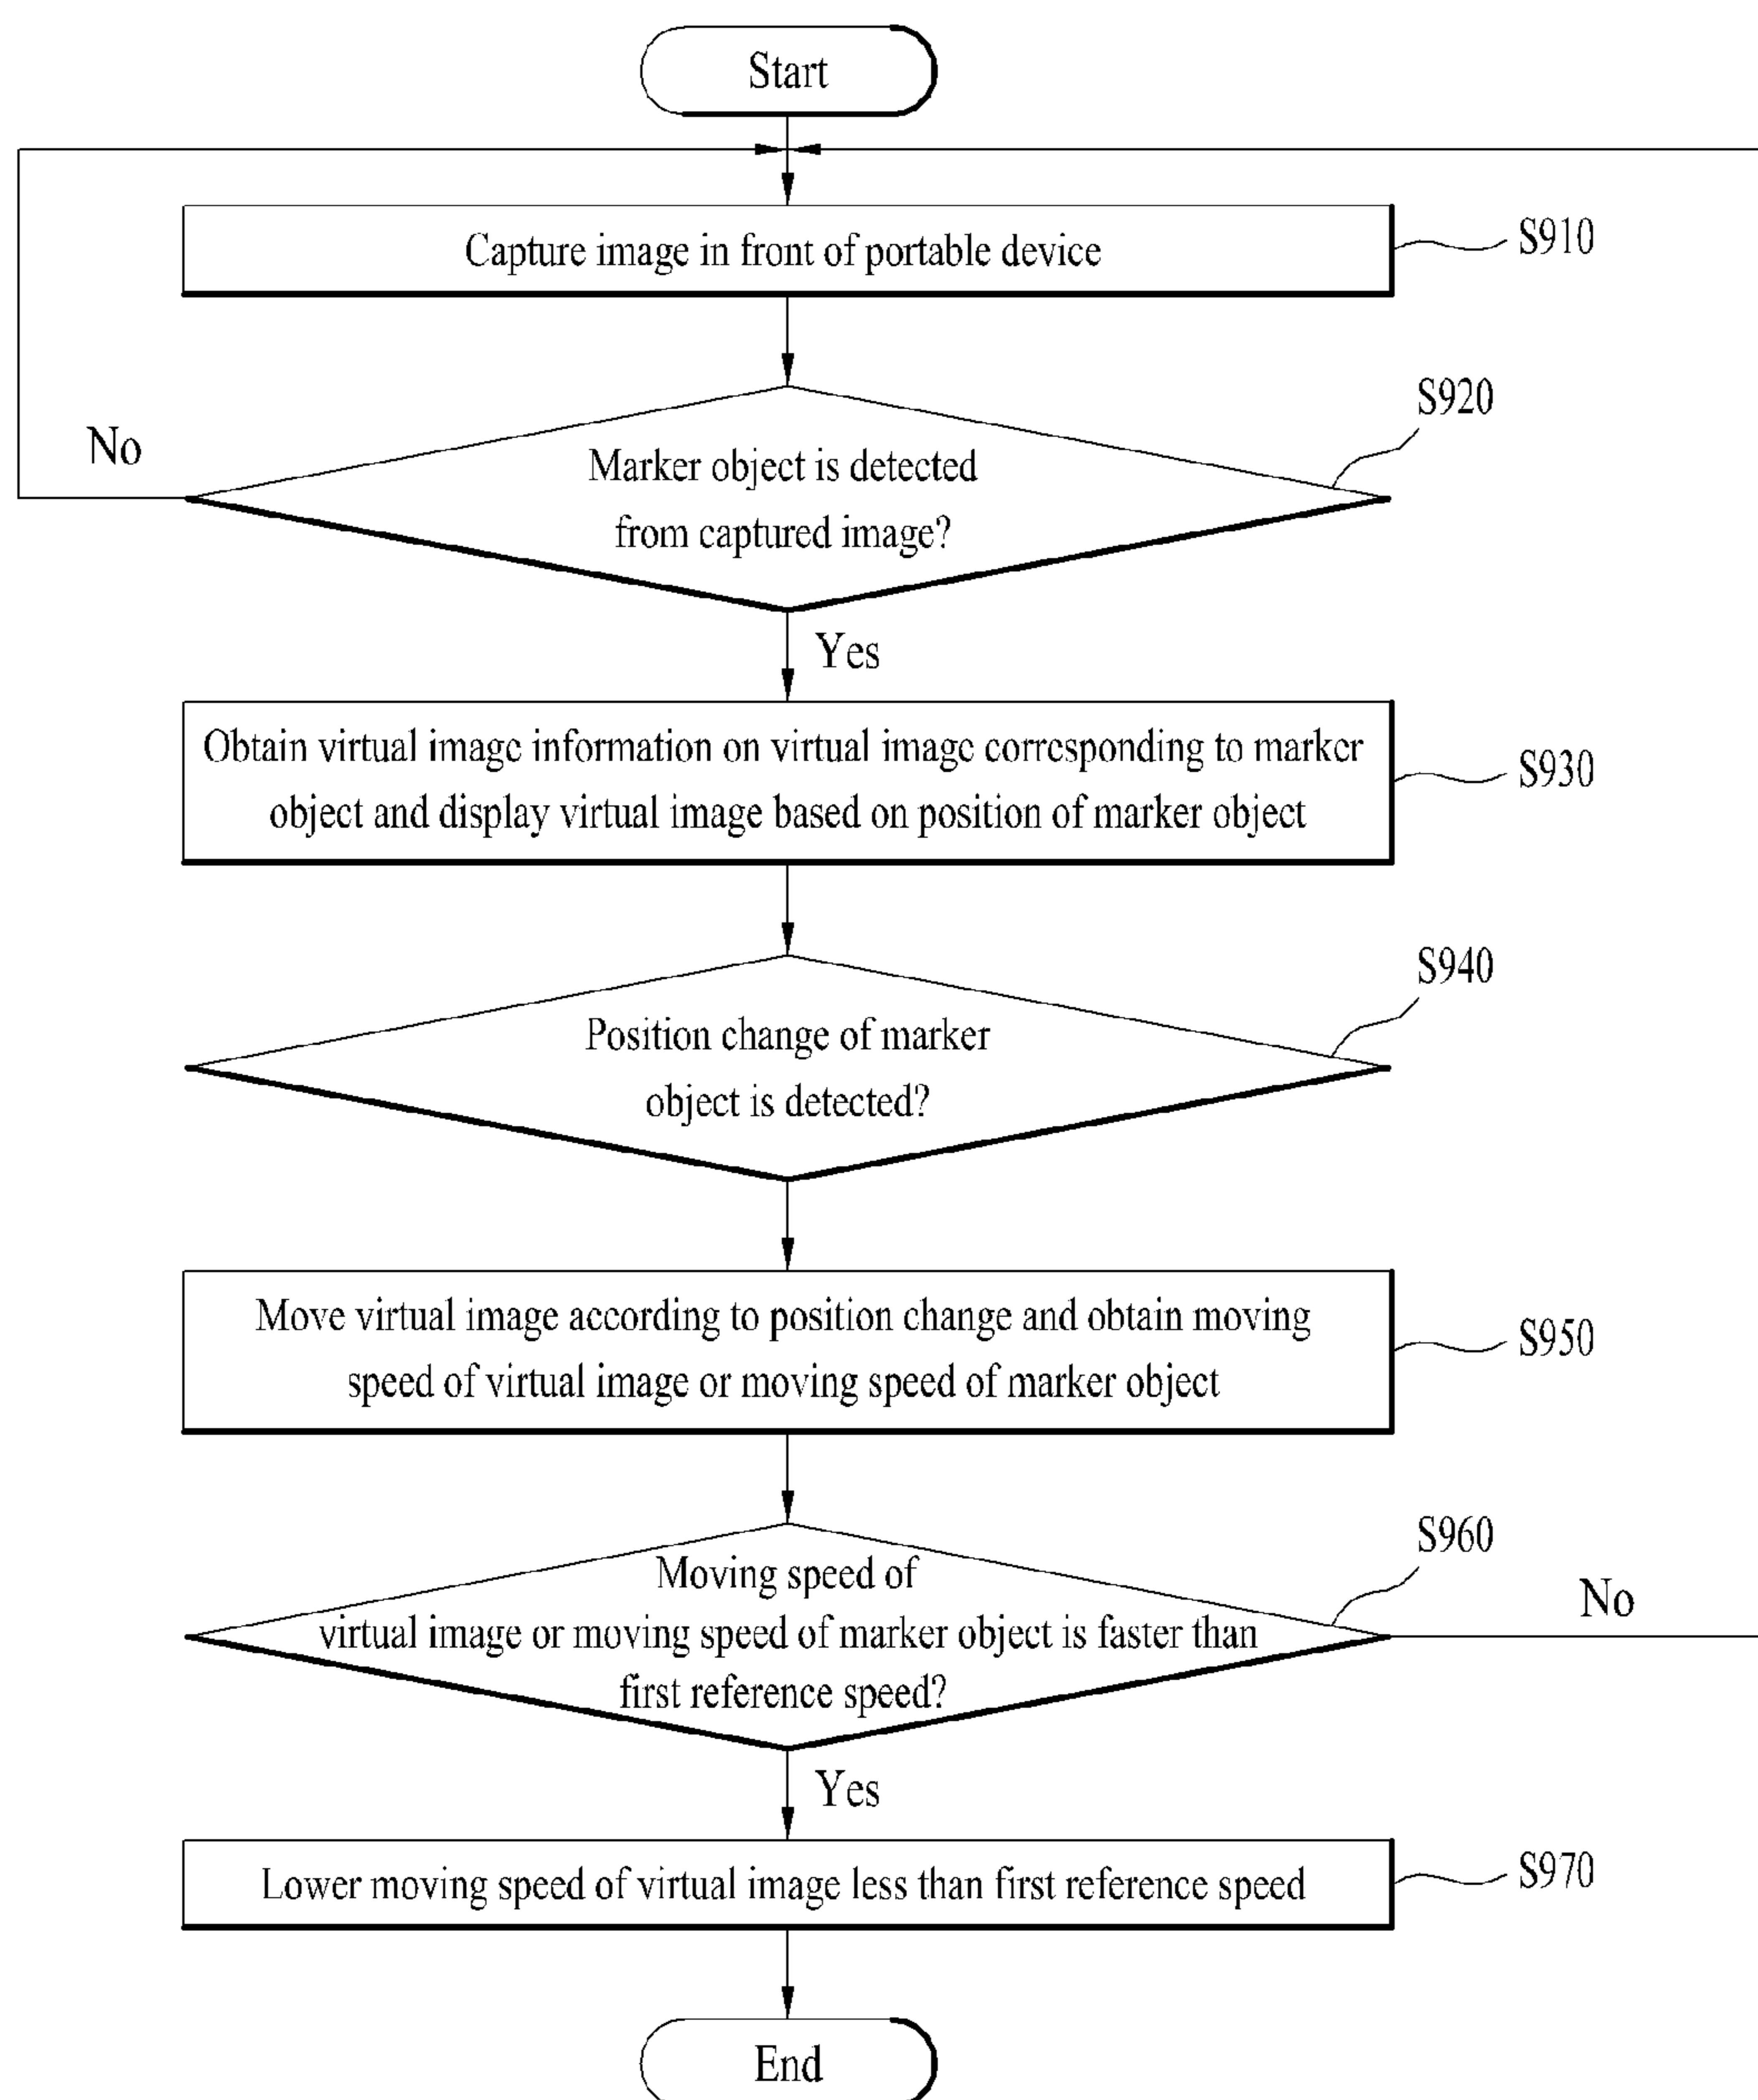 Start
Capture image in front of portable device
S910
S920
No
Marker object is detected
from captured image?
Yes
Obtain virtual image information on virtual image corresponding to marker
object and display virtual image based on position of marker object
S930
S940
Position change of marker
object is detected?
Move virtual image according to position change and obtain moving
speed of virtual image or moving speed of marker object
S950
S960
No
Moving speed of
virtual image or moving speed of marker object is faster than
first reference speed?
Yes
Lower moving speed of virtual image less than first reference speed
S970
End